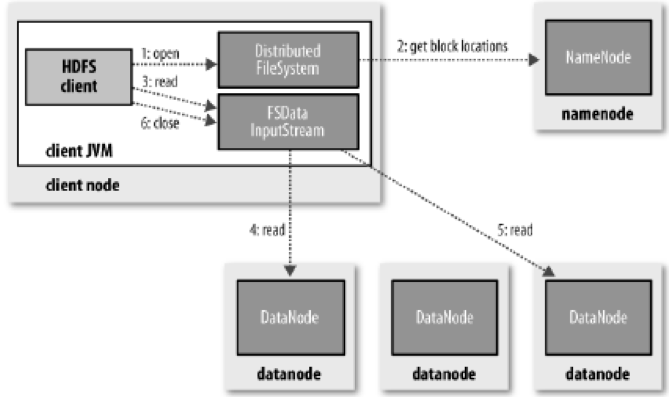 HDFS
client
1: open
3: read
6: close
Distributed
FileSystem
FSData
InputStream
2: get block locations
NameNode
namenode
client JVM
client node
4: read
5: read
DataNode
DataNode
DataNode
datanode
datanode
datanode